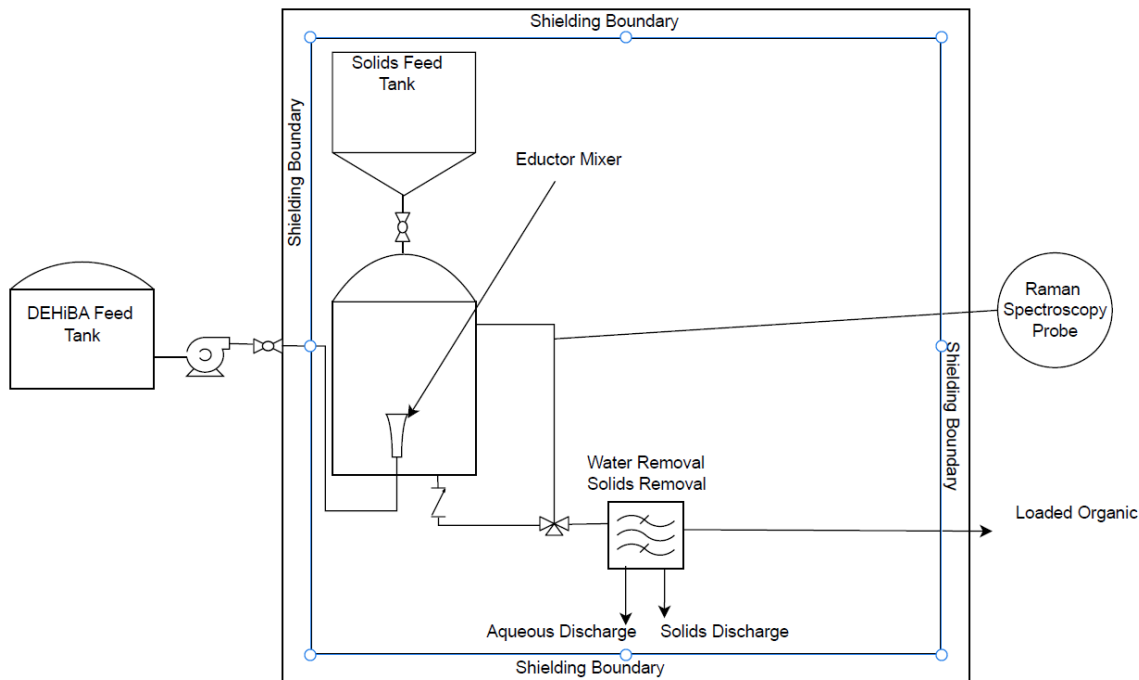 Shielding Boundary
Solids Feed
Tank
Shielding Boundary
Eductor Mixer
DEHiBA Feed
Tank
Raman
Spectroscopy
Probe
Shielding Boundary
Water Removal
Solids Removal
Loaded Organic
Aqueous Discharge
Solids Discharge
Shielding Boundary